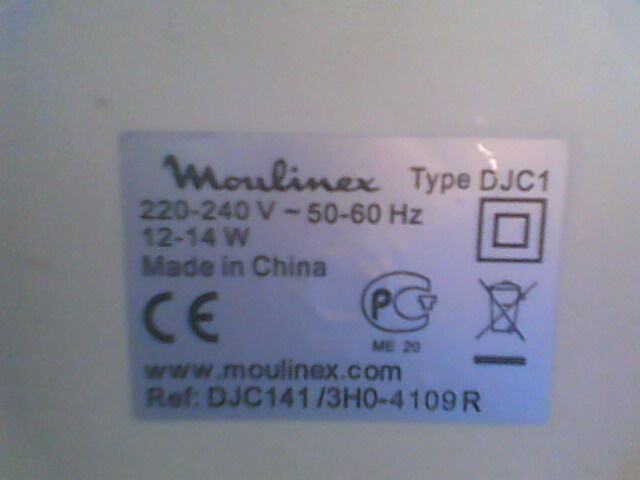 Moulinex Type DJC1
220-240 V ~ 50-60 Hz
12-14 W
Made in China
CE PCT
ME 20
www.moulinex.com
Ref: DJC141 /3H0-4109 R